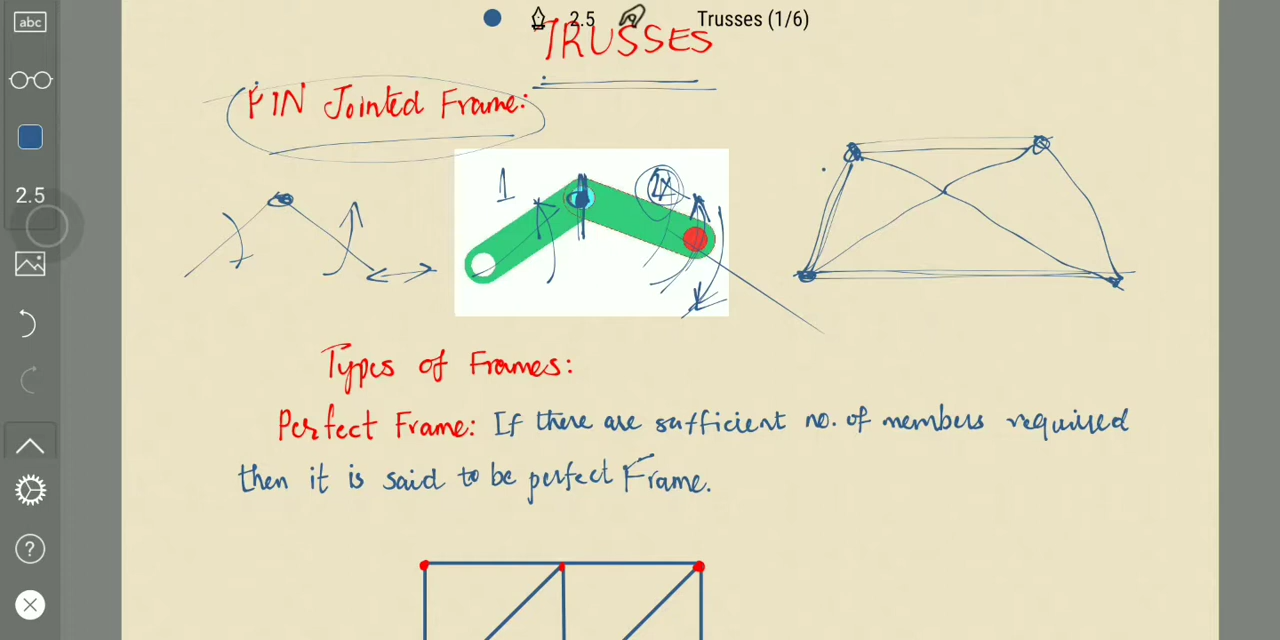 abc
2.5
Trusses (1/6)
TRUSSES
PIN Jointed Frame:
1
2.5
Types of Frames:
Perfect Frame: If there are sufficient no. of members required
then it is said to be perfect Frame.
?